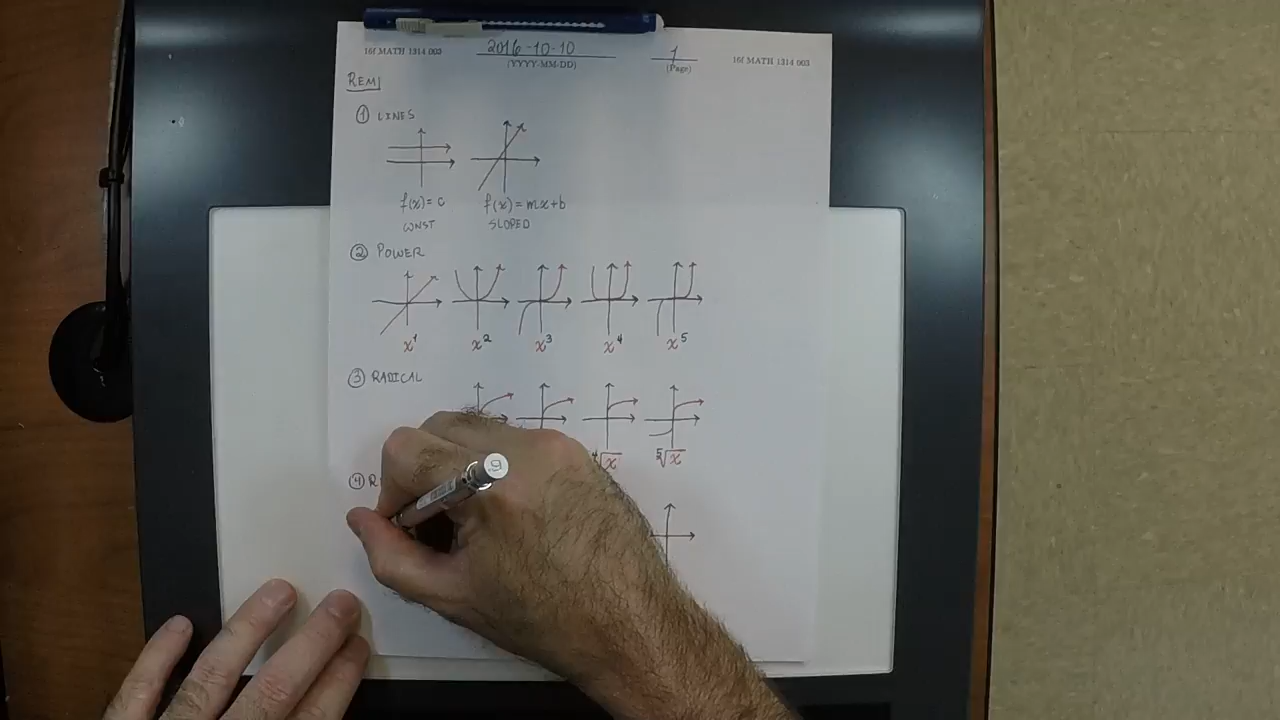 16f MATH 1314 003 2016-10-10 1 16f MATH 1314 003
(YYYY-MM-DD) (Page)
REM
① LINES
f(x) = c f(x) = mx+b
CONST SLOPED
② POWER
x¹ x² x³ x⁴ x⁵
③ RADICAL
∜x ⁵√x
④ R